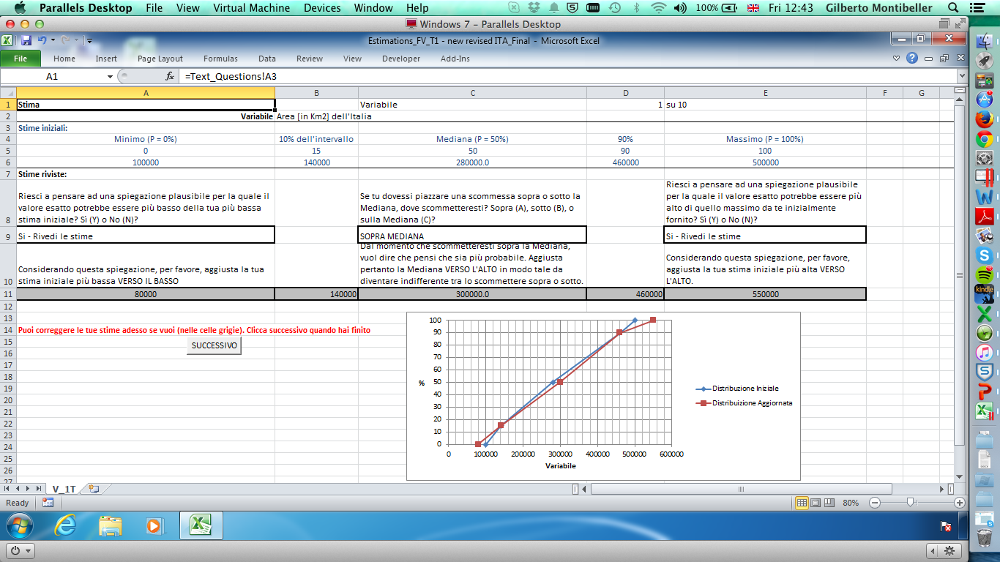 Parallels Desktop File View Virtual Machine Devices Window Help 100% Fri 12:43 Gilberto Montibeller
Windows 7 - Parallels Desktop
Estimations_FV_T1 - new revised ITA_Final - Microsoft Excel
File Home Insert Page Layout Formulas Data Review View Developer Add-Ins
A1 fx =Text_Questions!A3
A B C D E F G
1 Stima Variabile 1 su 10
2 Variabile Area [in Km2] dell'Italia
3 Stime iniziali:
4 Minimo (P = 0%) 10% dell'intervallo Mediana (P = 50%) 90% Massimo (P = 100%)
5 0 15 50 90 100
6 100000 140000 280000.0 460000 500000
7 Stime riviste:
8 Riesci a pensare ad una spiegazione plausibile per la quale il
valore esatto potrebbe essere più basso della tua più bassa
stima iniziale? Sì (Y) o No (N)?
Se tu dovessi piazzare una scommessa sopra o sotto la
Mediana, dove scommetteresti? Sopra (A), sotto (B), o
sulla Mediana (C)?
Riesci a pensare ad una spiegazione plausibile
per la quale il valore esatto potrebbe essere più
alto di quello massimo da te inizialmente
fornito? Sì (Y) o No (N)?
9 Si - Rivedi le stime SOPRA MEDIANA Si - Rivedi le stime
10 Considerando questa spiegazione, per favore, aggiusta la tua
stima iniziale più bassa VERSO IL BASSO
Dal momento che scommetteresti sopra la Mediana,
vuol dire che pensi che sia più probabile. Aggiusta
pertanto la Mediana VERSO L'ALTO in modo tale da
diventare indifferente tra lo scommettere sopra o sotto.
Considerando questa spiegazione, per favore,
aggiusta la tua stima iniziale più alta VERSO
L'ALTO.
11 80000 140000 300000.0 460000 550000
12
13
14 Puoi correggere le tue stime adesso se vuoi (nelle celle grigie). Clicca successivo quando hai finito
15 SUCCESSIVO
16
17
18
19
20
21
22
23
24
25
26
27
100
90
80
70
60
50
40
30
20
10
0
%
0 100000 200000 300000 400000 500000 600000
Variabile
Distribuzione Iniziale
Distribuizione Aggiornata
V_1T
Ready 80%
kindle